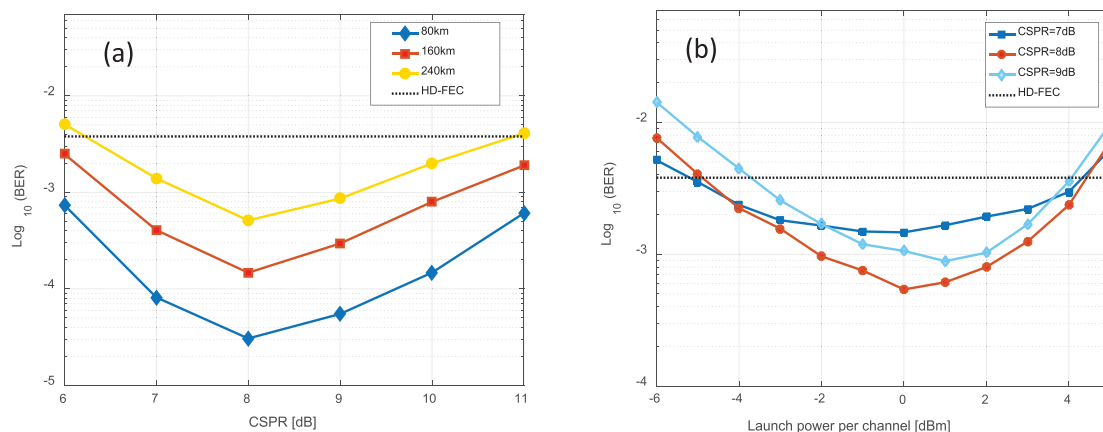 (a)
80km
160km
240km
HD-FEC
-2
-3
-4
-5
6 7 8 9 10 11
CSPR [dB]
Log 10 (BER)
(b)
CSPR=7dB
CSPR=8dB
CSPR=9dB
HD-FEC
-2
-3
-4
-6 -4 -2 0 2 4
Launch power per channel [dBm]
Log 10 (BER)